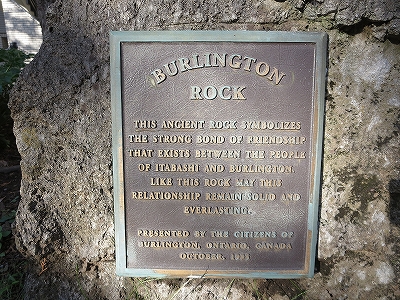 BURLINGTON
ROCK
THIS ANCIENT ROCK SYMBOLIZES
THE STRONG BOND OF FRIENDSHIP
THAT EXISTS BETWEEN THE PEOPLE
OF ITABASHI AND BURLINGTON.
LIKE THIS ROCK MAY THIS
RELATIONSHIP REMAIN SOLID AND
EVERLASTING.
PRESENTED BY THE CITIZENS OF
BURLINGTON, ONTARIO, CANADA
OCTOBER,